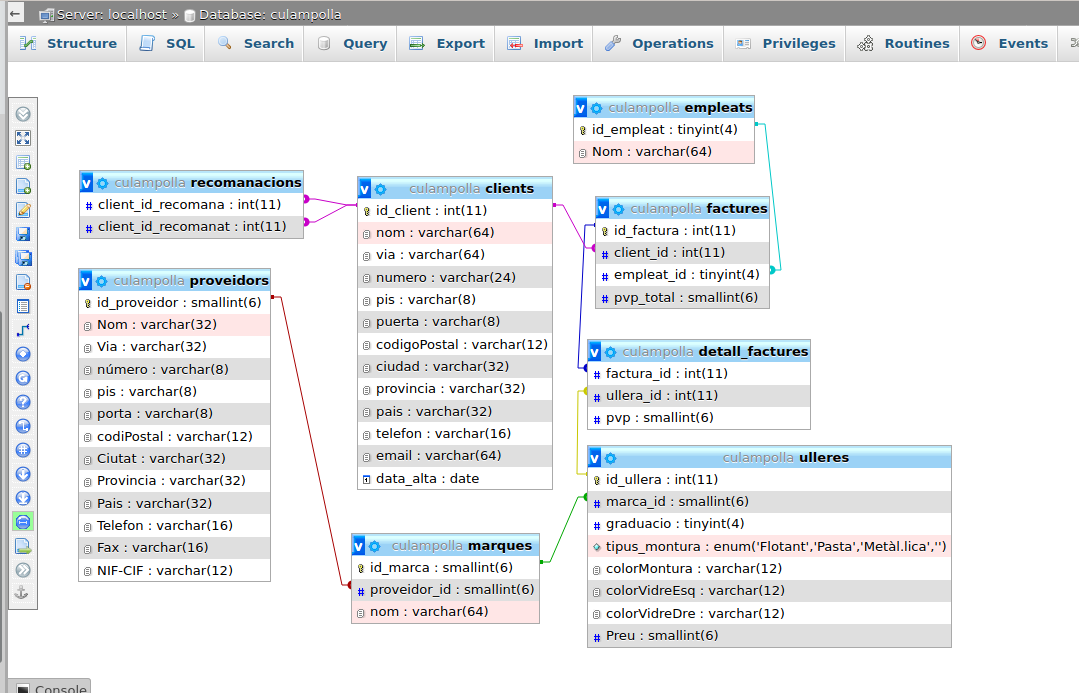 Server: localhost » Database: culampolla
Structure SQL Search Query Export Import Operations Privileges Routines Events
culampolla empleats
id_empleat : tinyint(4)
Nom : varchar(64)
culampolla recomanacions
client_id_recomana : int(11)
client_id_recomanat : int(11)
culampolla clients
id_client : int(11)
nom : varchar(64)
via : varchar(64)
numero : varchar(24)
pis : varchar(8)
puerta : varchar(8)
codigoPostal : varchar(12)
ciudad : varchar(32)
provincia : varchar(32)
pais : varchar(32)
telefon : varchar(16)
email : varchar(64)
data_alta : date
culampolla factures
id_factura : int(11)
client_id : int(11)
empleat_id : tinyint(4)
pvp_total : smallint(6)
culampolla proveidors
id_proveidor : smallint(6)
Nom : varchar(32)
Via : varchar(32)
número : varchar(8)
pis : varchar(8)
porta : varchar(8)
codiPostal : varchar(12)
Ciutat : varchar(32)
Provincia : varchar(32)
Pais : varchar(32)
Telefon : varchar(16)
Fax : varchar(16)
NIF-CIF : varchar(12)
culampolla detall_factures
factura_id : int(11)
ullera_id : int(11)
pvp : smallint(6)
culampolla ulleres
id_ullera : int(11)
marca_id : smallint(6)
graduacio : tinyint(4)
tipus_montura : enum('Flotant','Pasta','Metàl.lica','')
colorMontura : varchar(12)
colorVidreEsq : varchar(12)
colorVidreDre : varchar(12)
Preu : smallint(6)
culampolla marques
id_marca : smallint(6)
proveidor_id : smallint(6)
nom : varchar(64)
Console